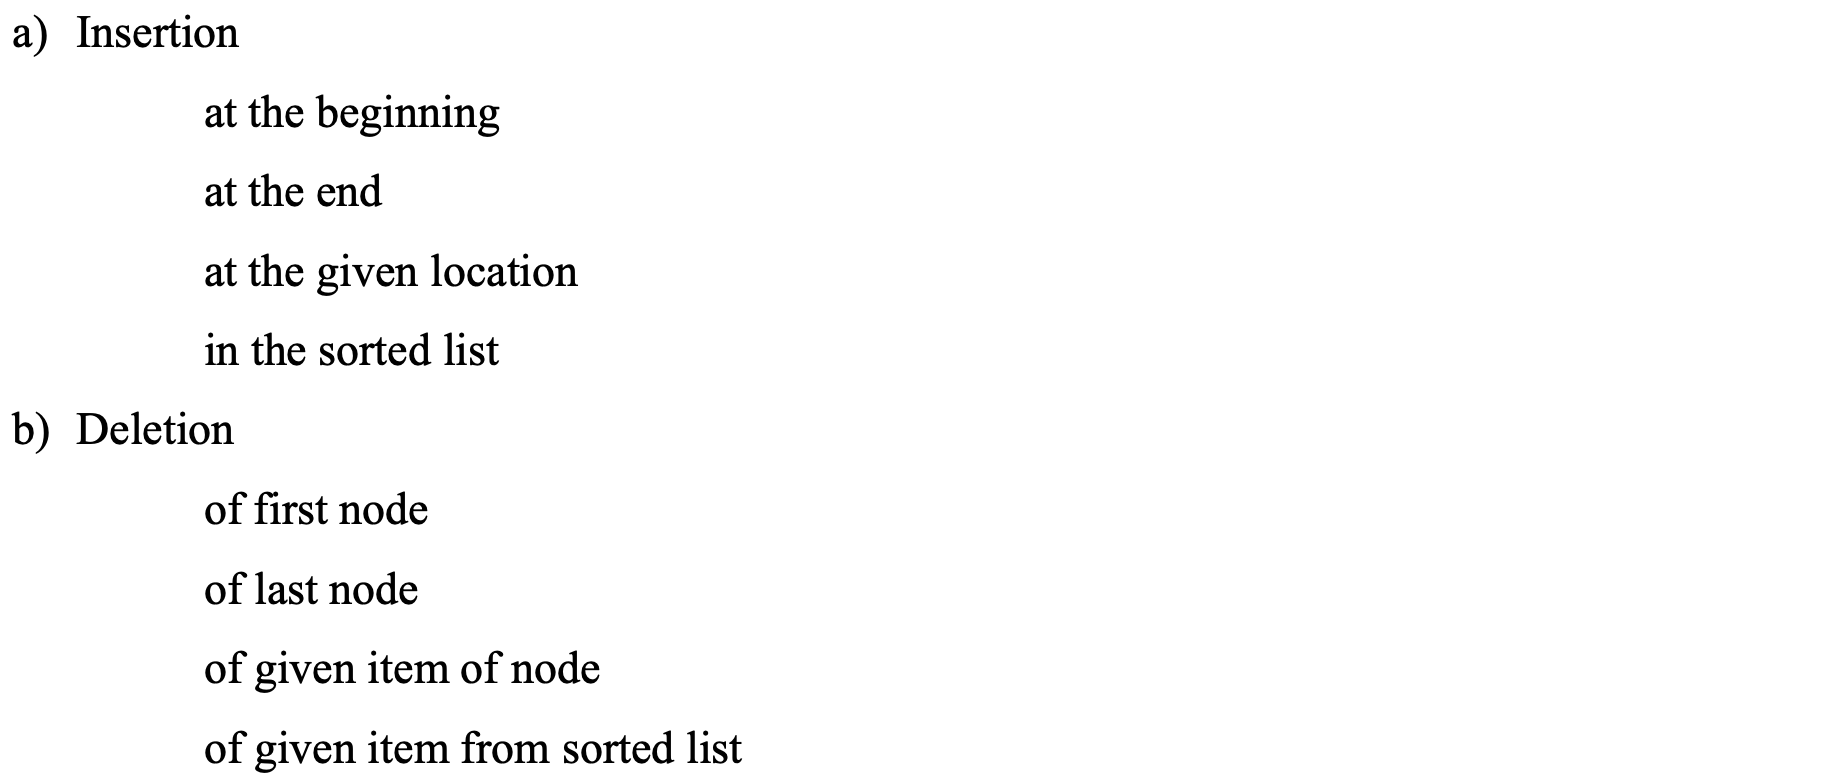 a) Insertion
at the beginning
at the end
at the given location
in the sorted list
b) Deletion
of first node
of last node
of given item of node
of given item from sorted list